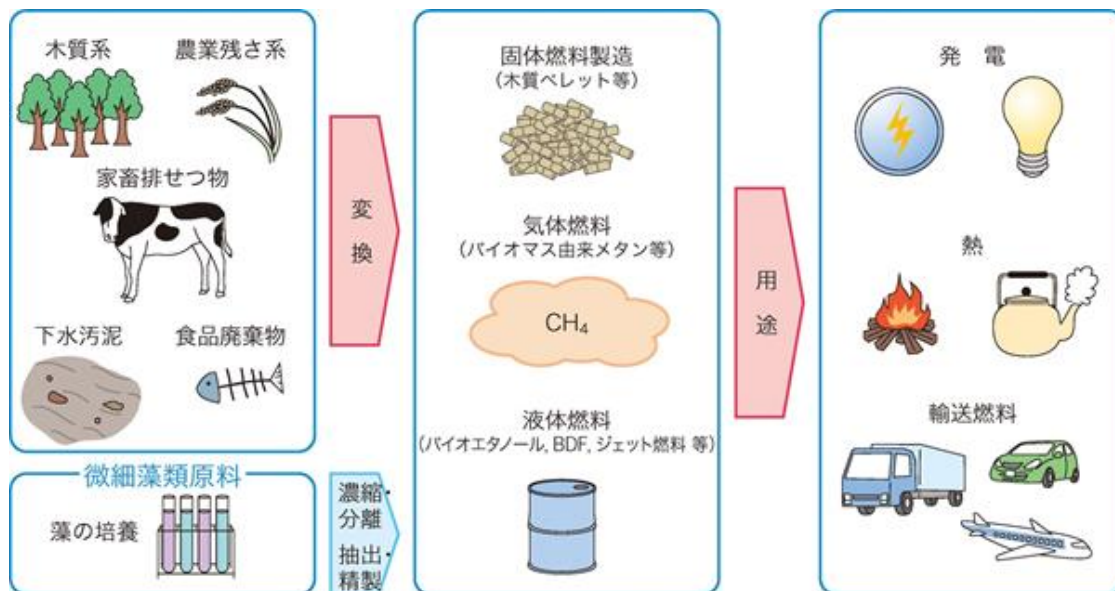 木質系
農業残さ系
家畜排せつ物
下水汚泥
食品廃棄物
微細藻類原料
藻の培養
変換
濃縮・
分離
抽出・
精製
固体燃料製造
(木質ペレット等)
気体燃料
(バイオマス由来メタン等)
CH₄
液体燃料
(バイオエタノール, BDF, ジェット燃料 等)
用途
発 電
熱
輸送燃料